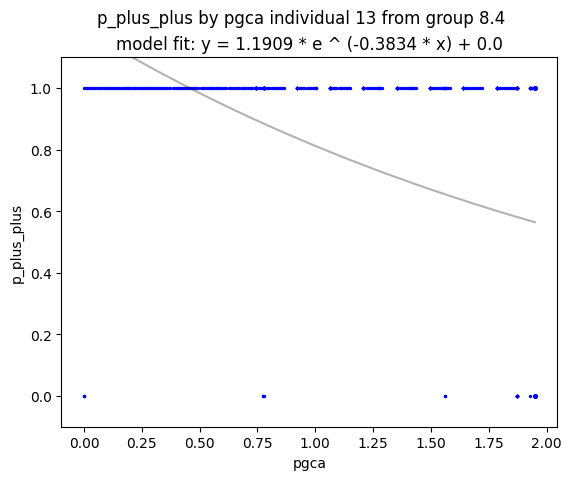 p_plus_plus by pgca individual 13 from group 8.4
model fit: y = 1.1909 * e ^ (-0.3834 * x) + 0.0
1.0
0.8
0.6
0.4
0.2
0.0
p_plus_plus
0.00 0.25 0.50 0.75 1.00 1.25 1.50 1.75 2.00
pgca